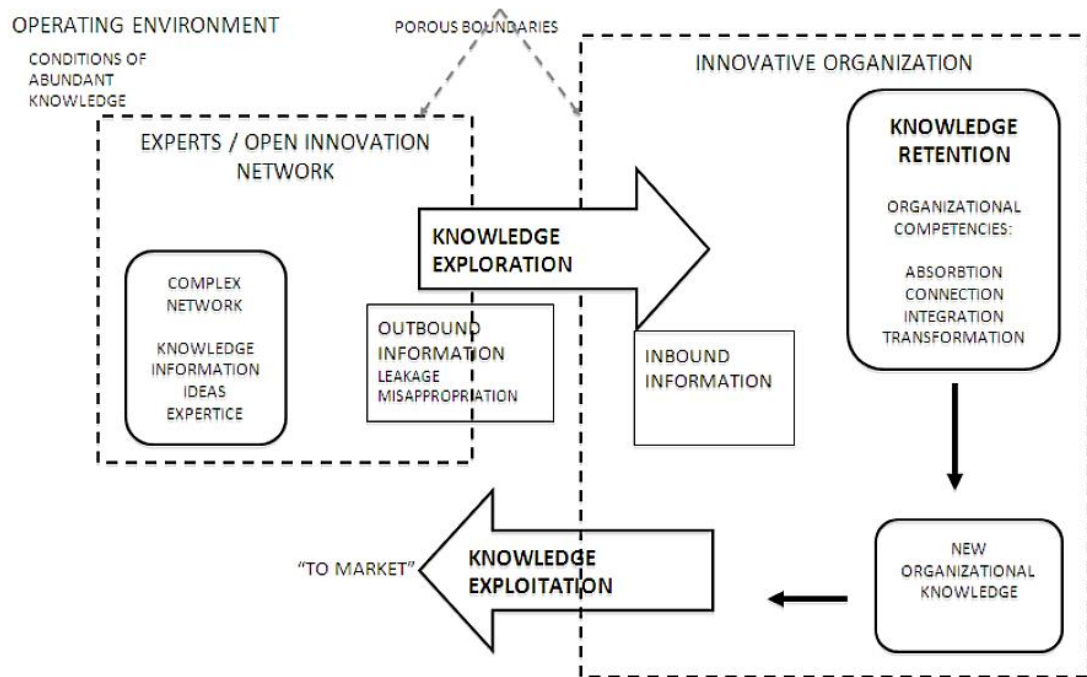 OPERATING ENVIRONMENT
CONDITIONS OF
ABUNDANT
KNOWLEDGE
POROUS BOUNDARIES
EXPERTS / OPEN INNOVATION
NETWORK
COMPLEX
NETWORK
KNOWLEDGE
INFORMATION
IDEAS
EXPERTICE
KNOWLEDGE
EXPLORATION
OUTBOUND
INFORMATION
LEAKAGE
MISAPPROPRIATION
INNOVATIVE ORGANIZATION
INBOUND
INFORMATION
KNOWLEDGE
RETENTION
ORGANIZATIONAL
COMPETENCIES:
ABSORBTION
CONNECTION
INTEGRATION
TRANSFORMATION
NEW
ORGANIZATIONAL
KNOWLEDGE
KNOWLEDGE
EXPLOITATION
“TO MARKET”